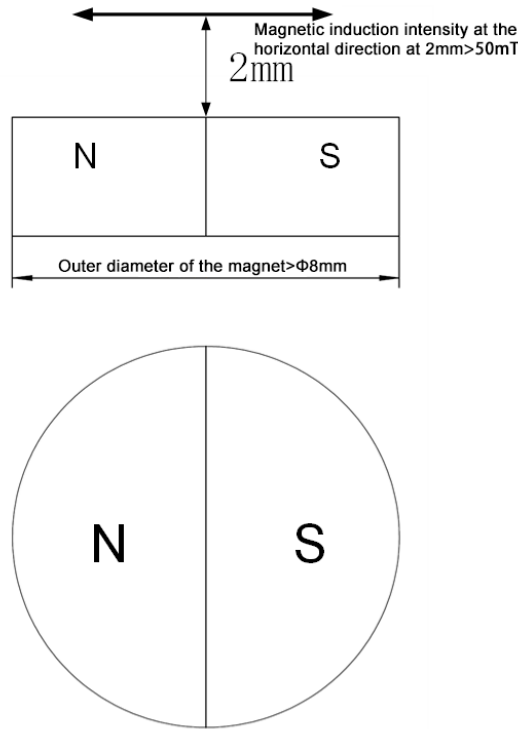 Magnetic induction intensity at the
horizontal direction at 2mm>50mT
2mm
N S
Outer diameter of the magnet>Φ8mm
N S